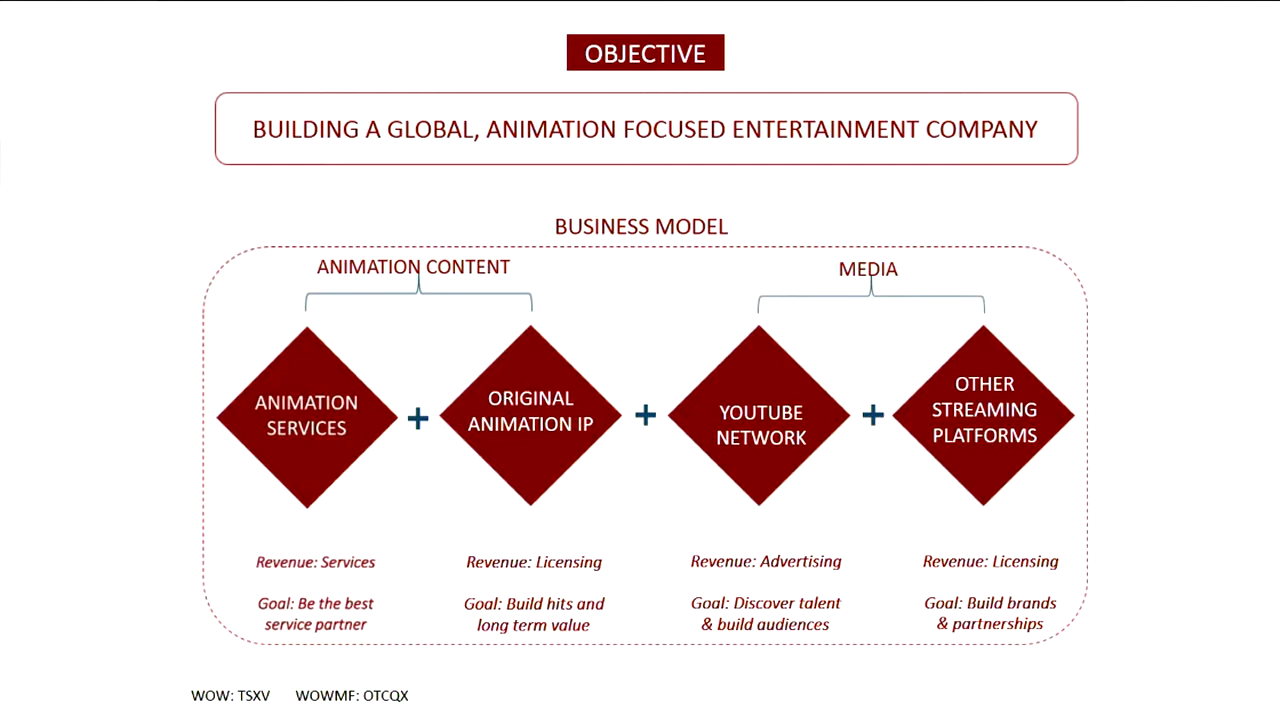 OBJECTIVE
BUILDING A GLOBAL, ANIMATION FOCUSED ENTERTAINMENT COMPANY
BUSINESS MODEL
ANIMATION CONTENT
MEDIA
ANIMATION
SERVICES
+
ORIGINAL
ANIMATION IP
+
YOUTUBE
NETWORK
+
OTHER
STREAMING
PLATFORMS
Revenue: Services
Goal: Be the best
service partner
Revenue: Licensing
Goal: Build hits and
long term value
Revenue: Advertising
Goal: Discover talent
& build audiences
Revenue: Licensing
Goal: Build brands
& partnerships
WOW: TSXV WOWMF: OTCQX